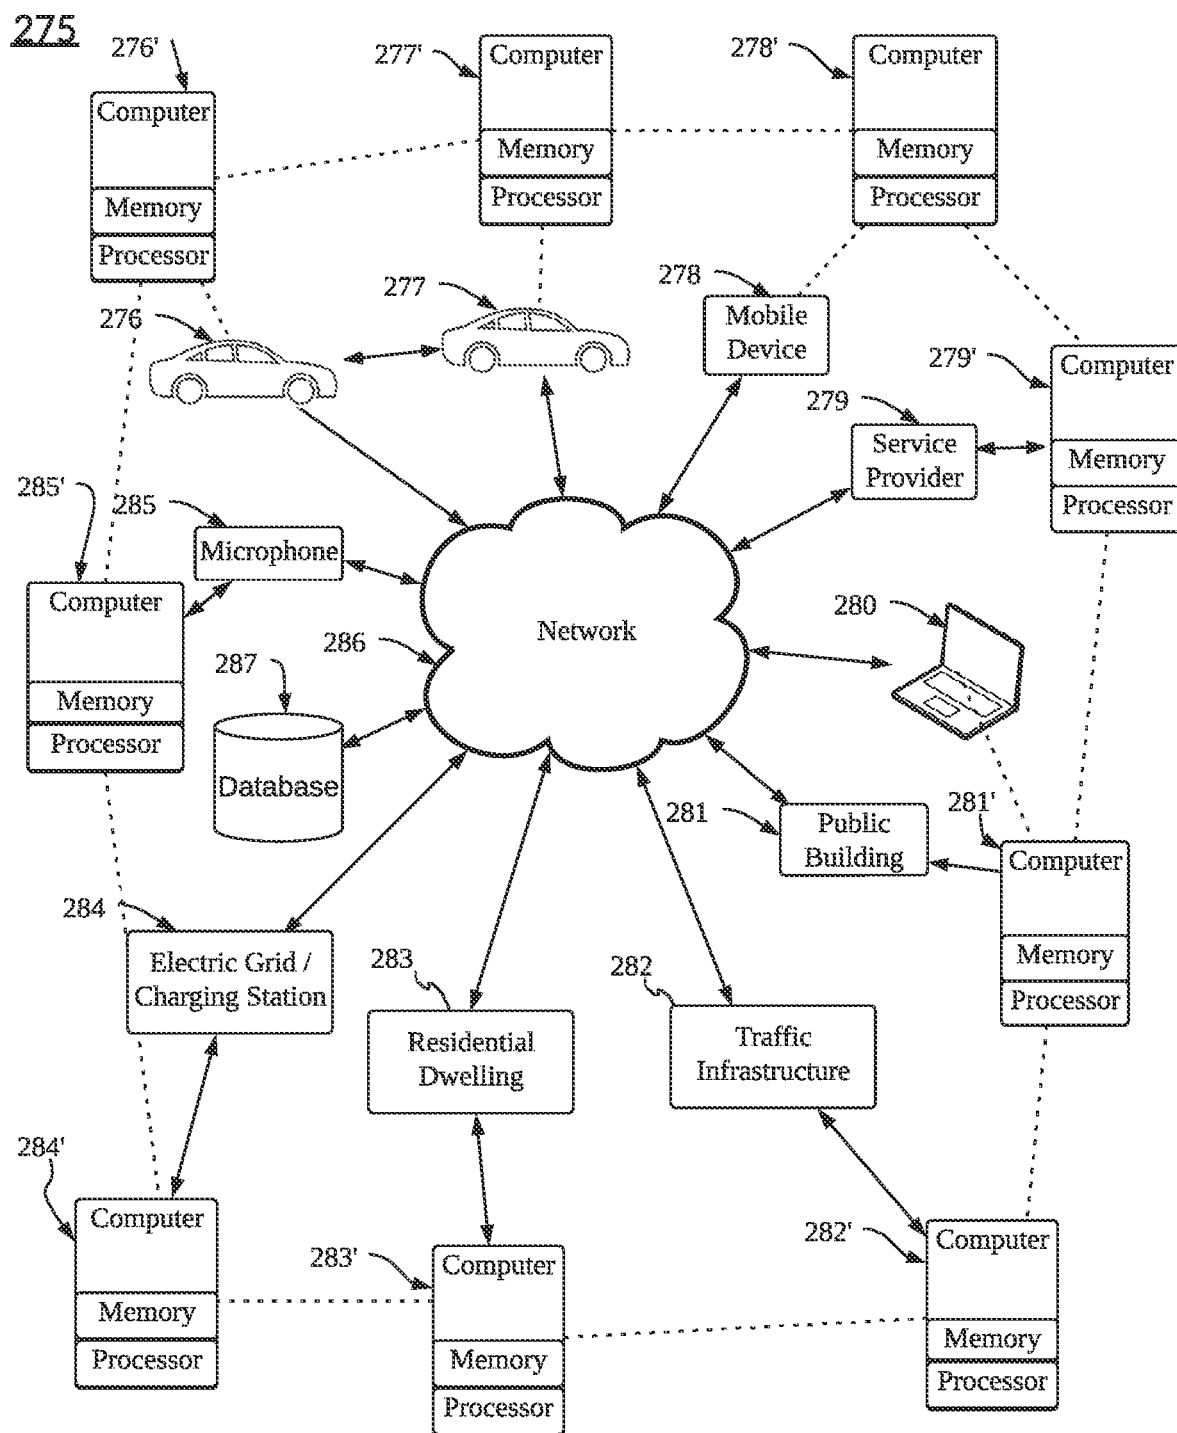 275
276'
Computer
Memory
Processor
277'
Computer
Memory
Processor
278'
Computer
Memory
Processor
276
277
278
Mobile
Device
279'
Computer
Memory
Processor
279
Service
Provider
285'
285
Microphone
Computer
Memory
Processor
286
Network
280
287
Database
281
Public
Building
281'
Computer
Memory
Processor
284
Electric Grid /
Charging Station
283
Residential
Dwelling
282
Traffic
Infrastructure
284'
Computer
Memory
Processor
283'
Computer
Memory
Processor
282'
Computer
Memory
Processor